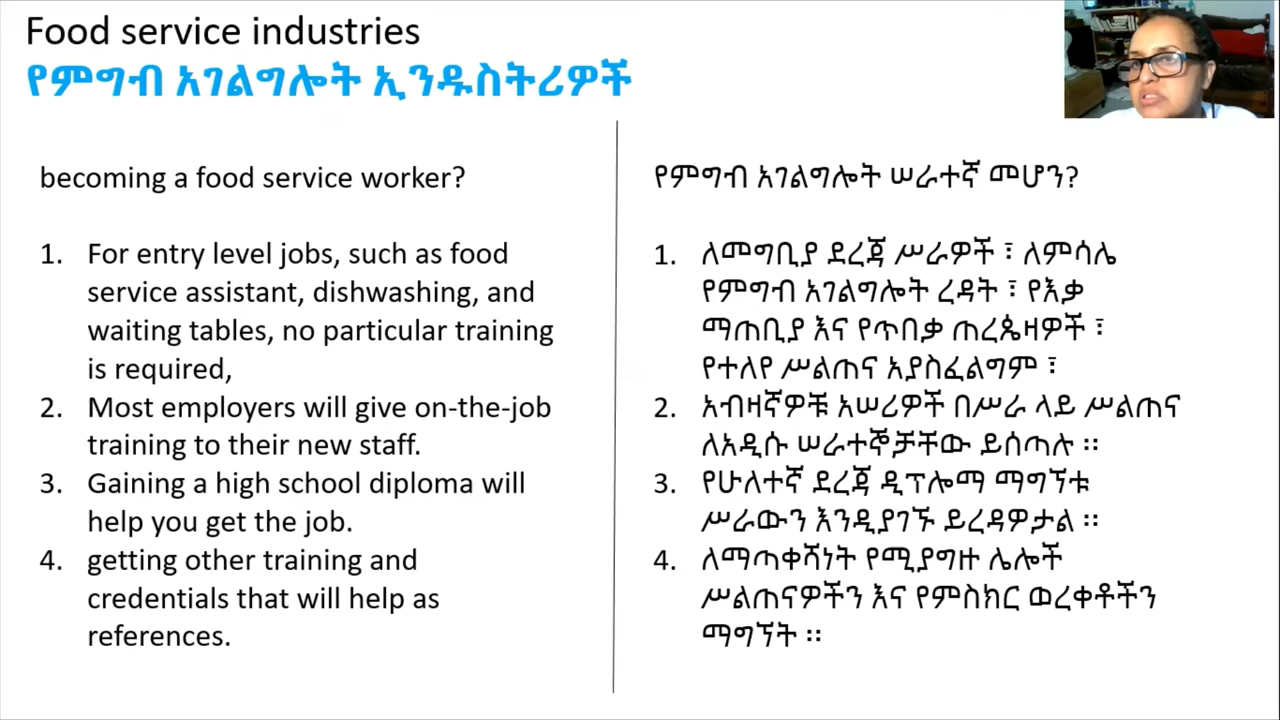 Food service industries
የምግብ አገልግሎት ኢንዱስትሪዎች
becoming a food service worker?
1. For entry level jobs, such as food
service assistant, dishwashing, and
waiting tables, no particular training
is required,
2. Most employers will give on-the-job
training to their new staff.
3. Gaining a high school diploma will
help you get the job.
4. getting other training and
credentials that will help as
references.
የምግብ አገልግሎት ሠራተኛ መሆን?
1. ለመግቢያ ደረጃ ሥራዎች ፣ ለምሳሌ
የምግብ አገልግሎት ረዳት ፣ የእቃ
ማጠቢያ እና የጥበቃ ጠረጴዛዎች ፣
የተለየ ሥልጠና አያስፈልግም ፣
2. አብዛኛዎቹ አሠሪዎች በሥራ ላይ ሥልጠና
ለአዲሱ ሠራተኞቻቸው ይሰጣሉ ፡፡
3. የሁለተኛ ደረጃ ዲፕሎማ ማግኘቱ
ሥራውን እንዲያገኙ ይረዳዎታል ፡፡
4. ለማጣቀሻነት የሚያግዙ ሌሎች
ሥልጠናዎችን እና የምስክር ወረቀቶችን
ማግኘት ፡፡